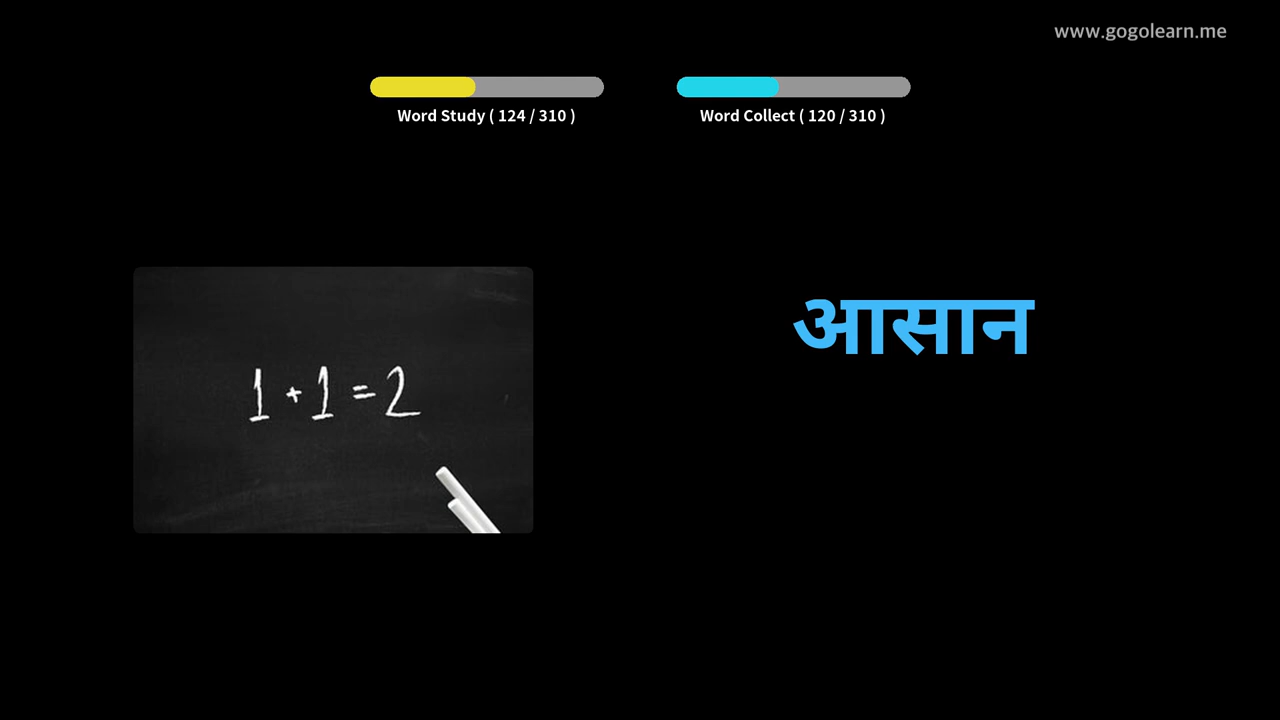 www.gogolearn.me
Word Study ( 124 / 310 )
Word Collect ( 120 / 310 )
आसान
1 + 1 = 2